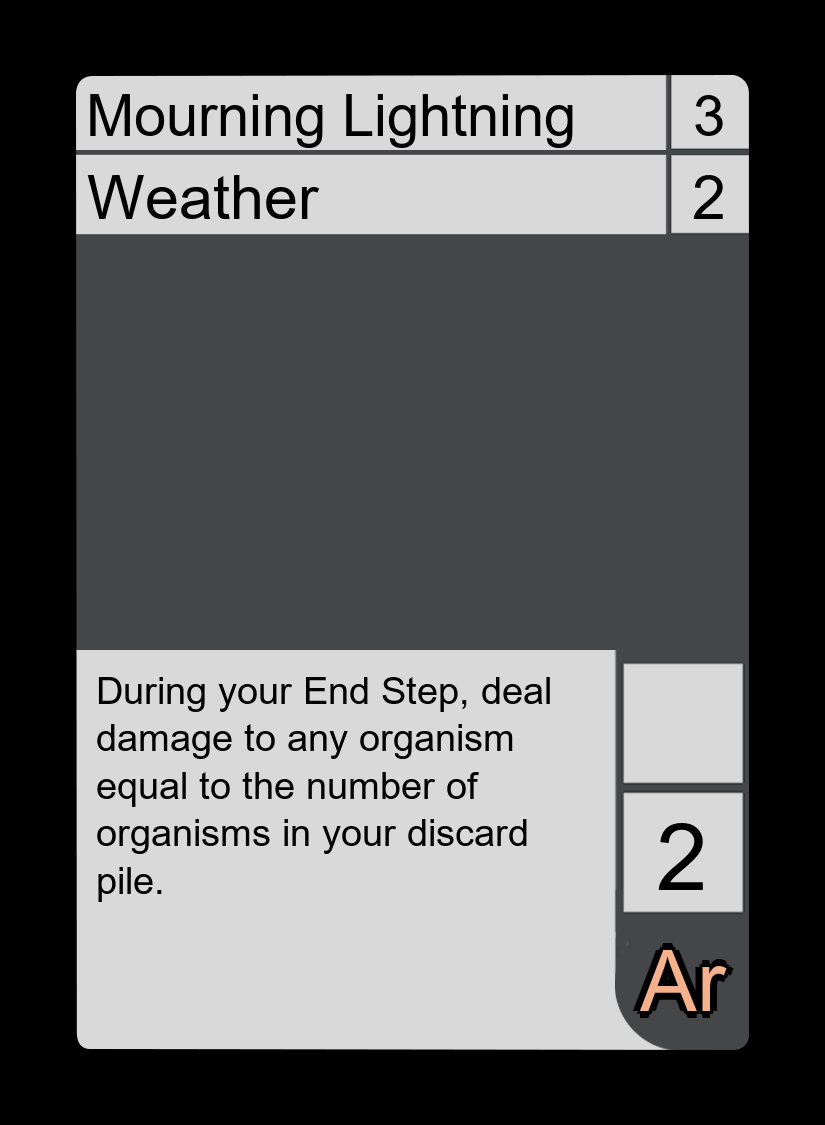 Mourning Lightning 3
Weather 2
During your End Step, deal
damage to any organism
equal to the number of
organisms in your discard
pile.
2
Ar